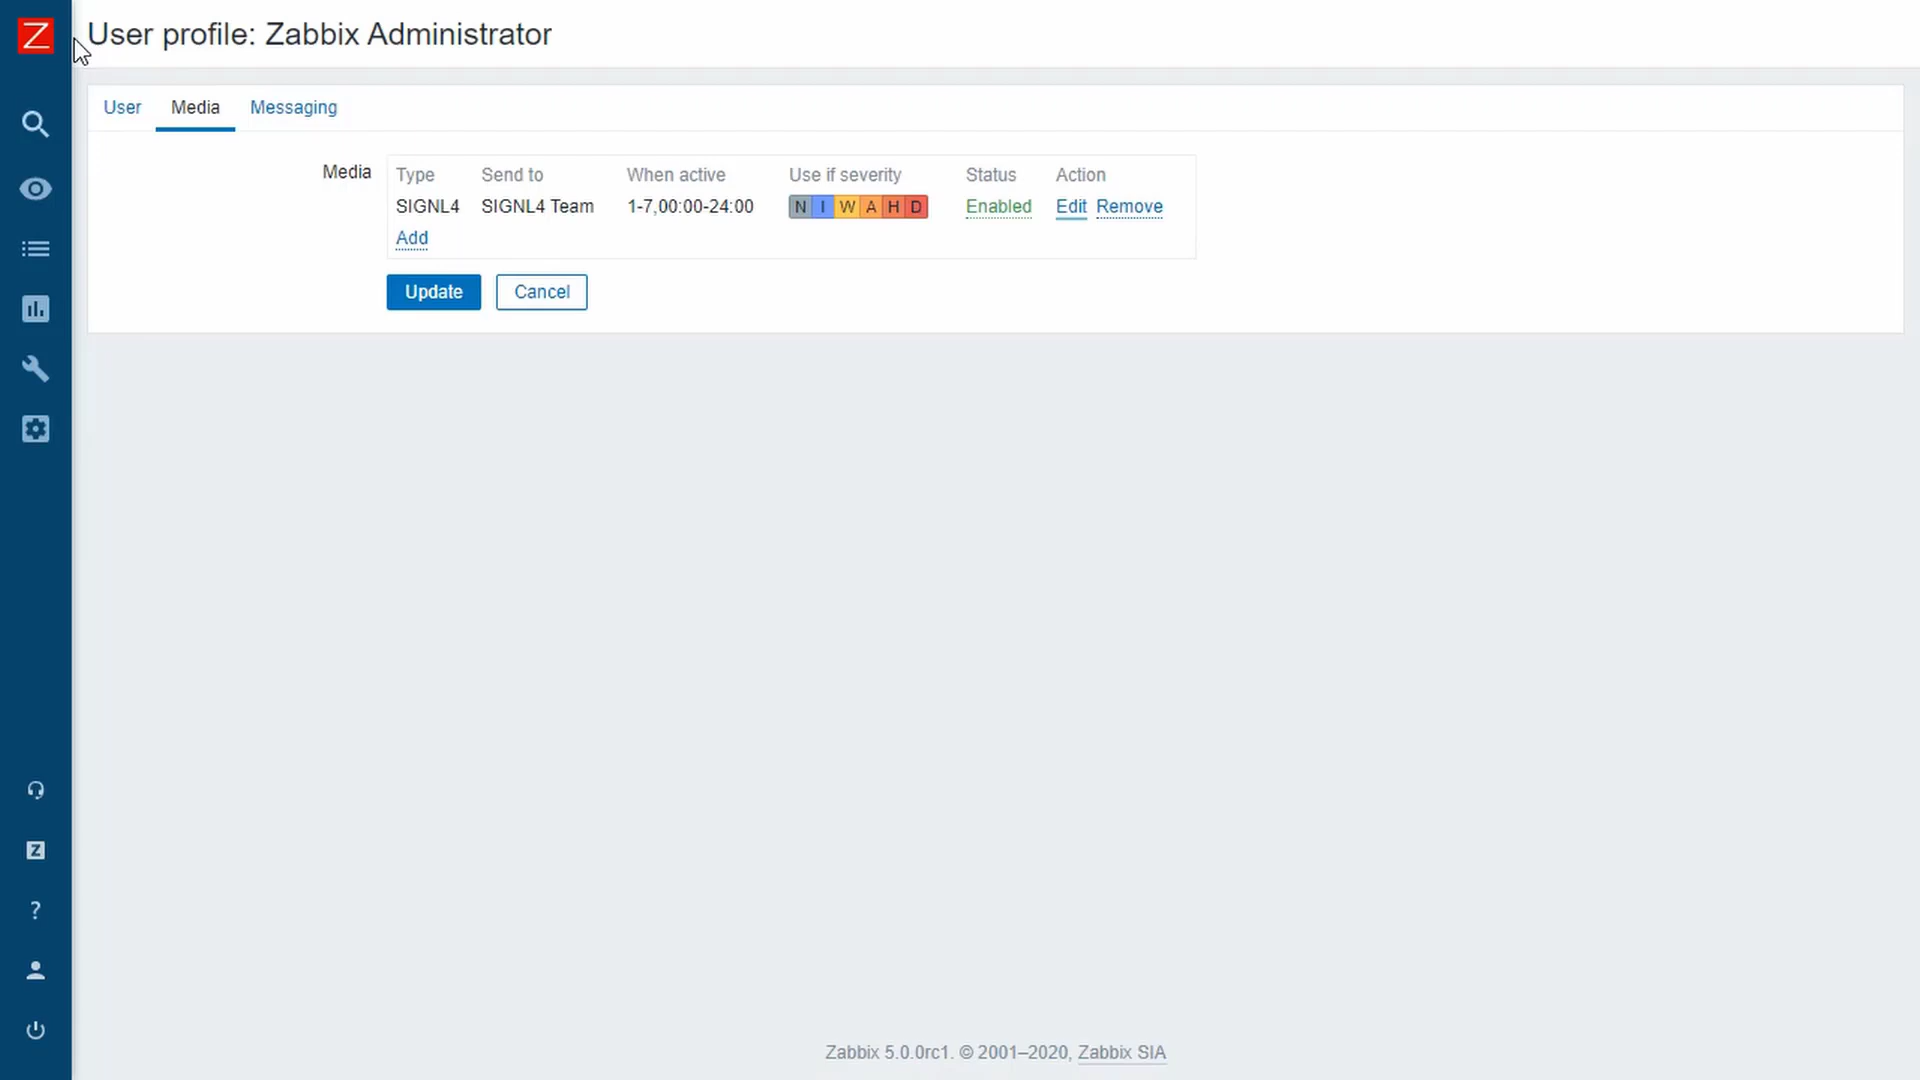 Z
User profile: Zabbix Administrator
User Media Messaging
Media
Type Send to When active Use if severity Status Action
SIGNL4 SIGNL4 Team 1-7,00:00-24:00 N I W A H D Enabled Edit Remove
Add
Update Cancel
Z
?
Zabbix 5.0.0rc1. © 2001–2020, Zabbix SIA